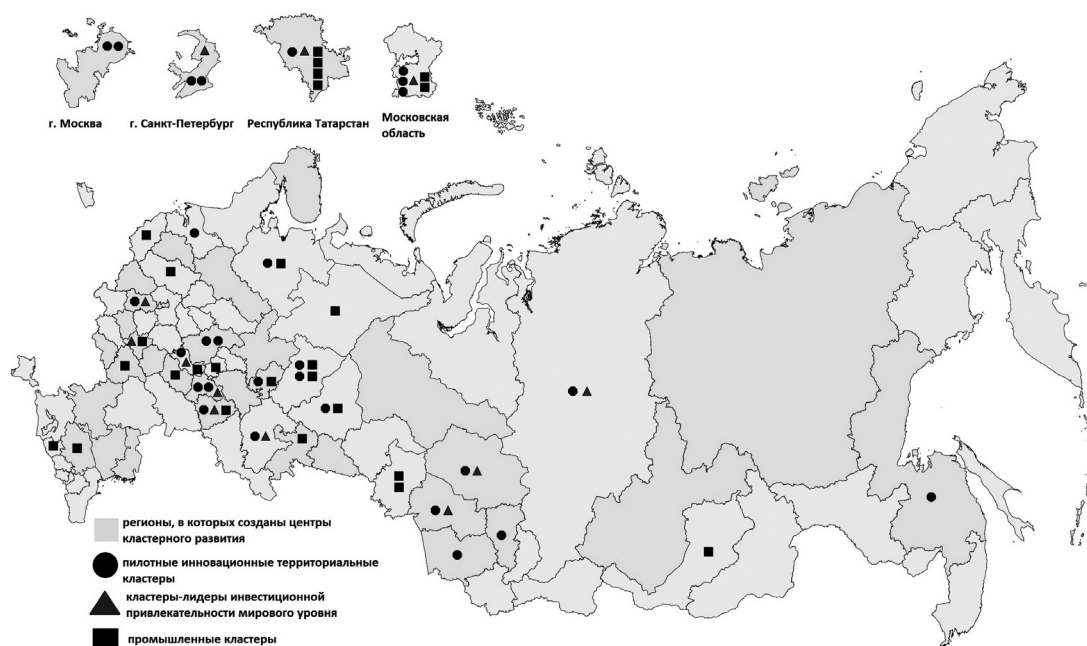 г. Москва
г. Санкт-Петербург
Республика Татарстан
Московская
область
регионы, в которых созданы центры
кластерного развития
пилотные инновационные территориальные
кластеры
кластеры-лидеры инвестиционной
привлекательности мирового уровня
промышленные кластеры